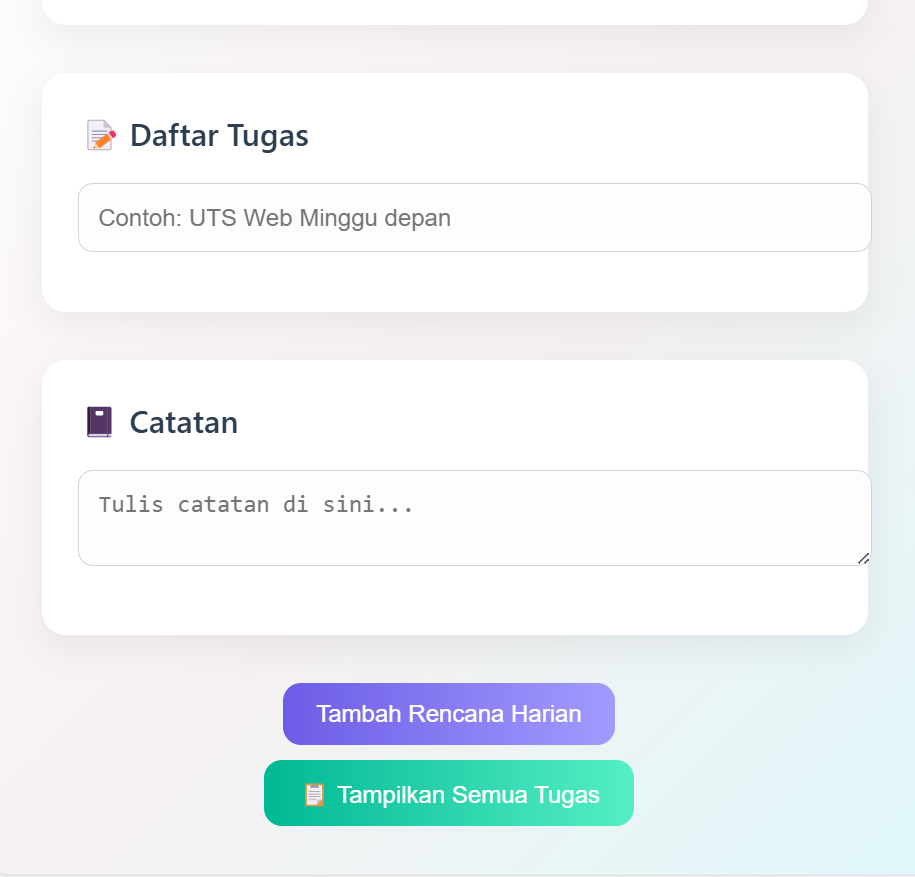 Daftar Tugas
Contoh: UTS Web Minggu depan
Catatan
Tulis catatan di sini...
Tambah Rencana Harian
Tampilkan Semua Tugas